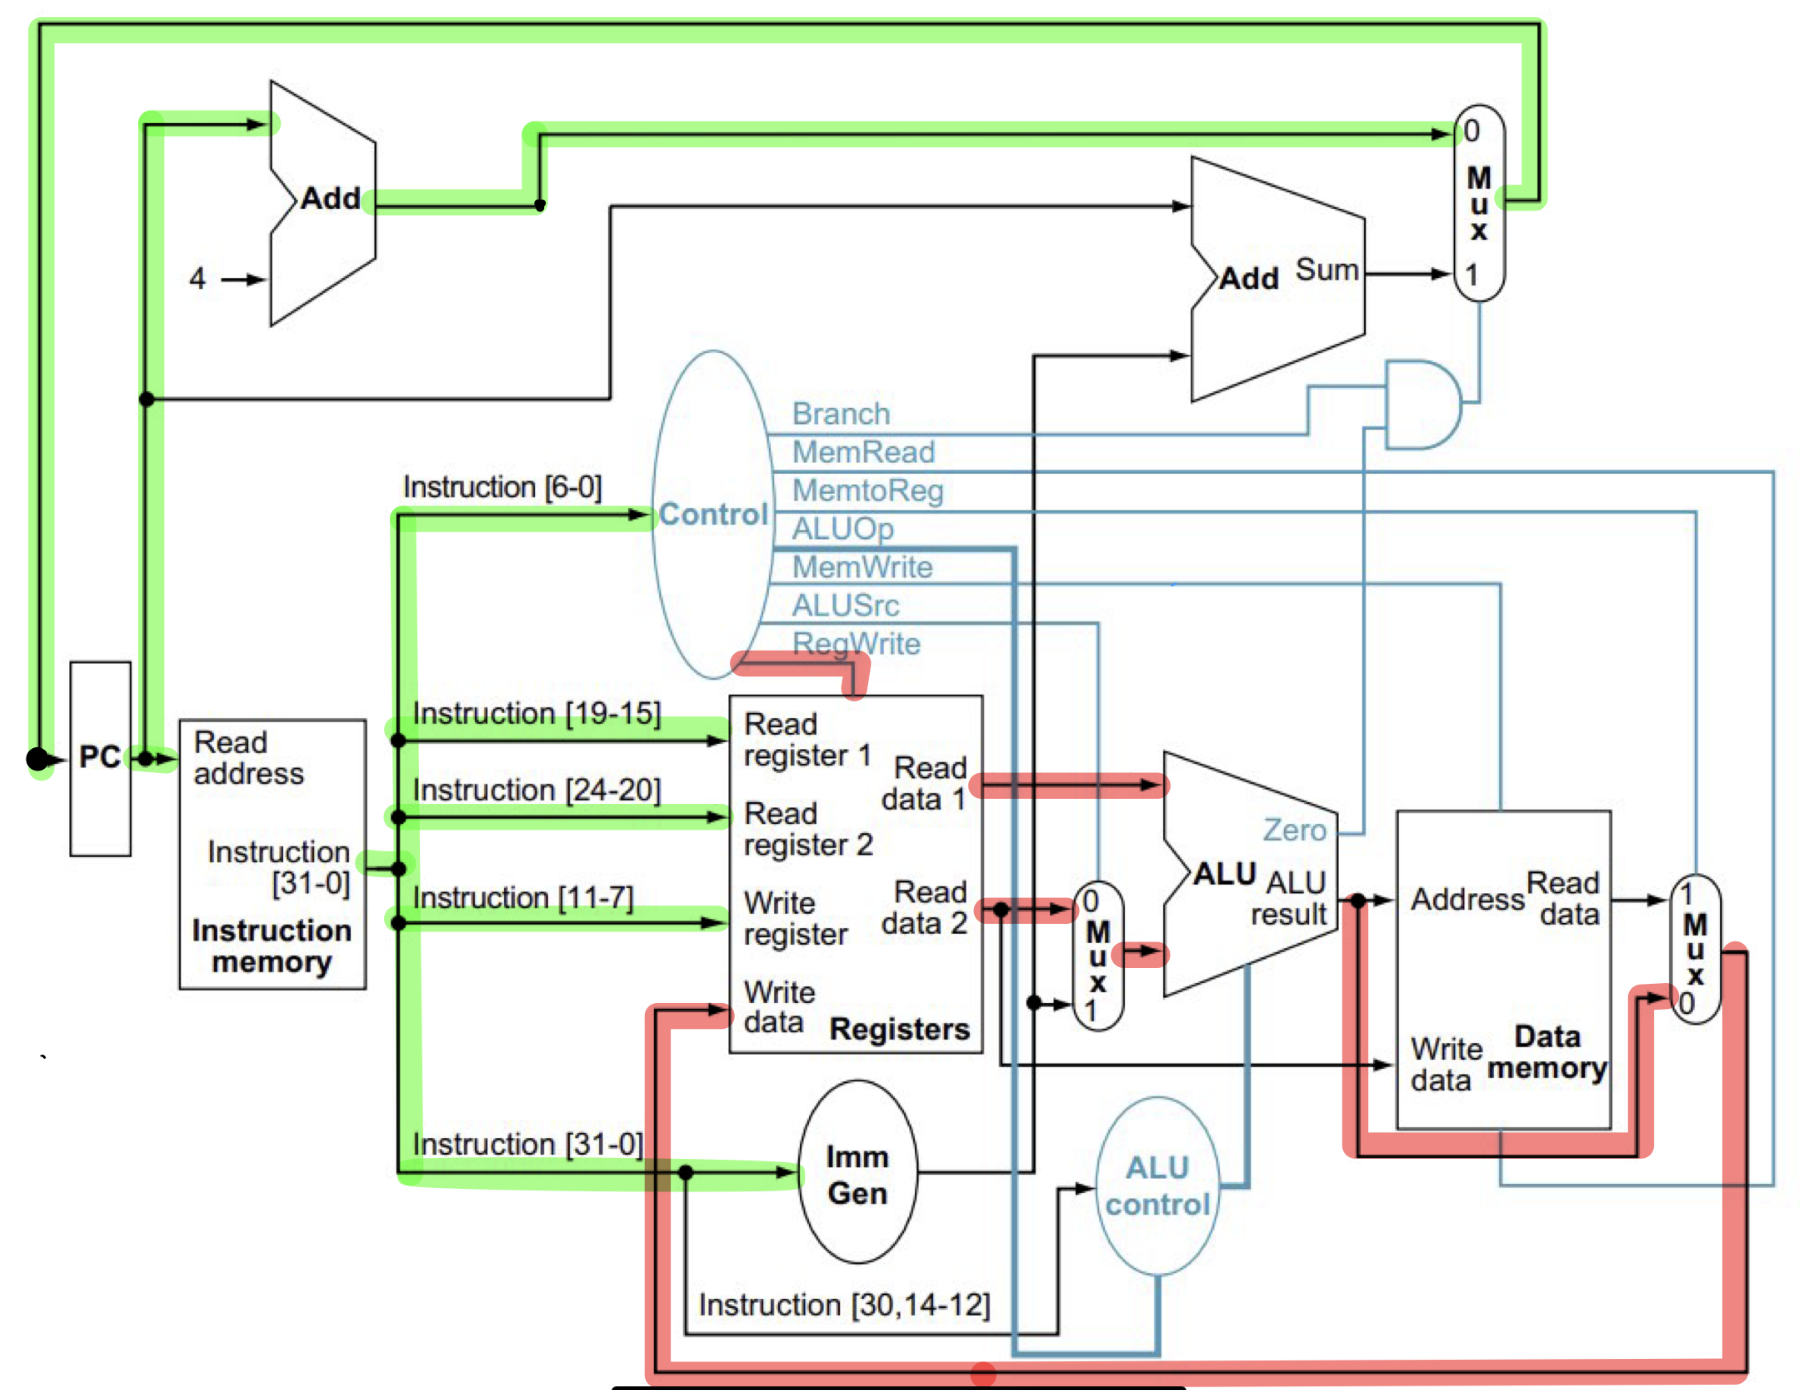 Add
4
0
M
u
x
1
Add Sum
Branch
MemRead
MemtoReg
ALUOp
MemWrite
ALUSrc
RegWrite
Control
Instruction [6-0]
PC
Read
address
Instruction
[31-0]
Instruction
memory
Instruction [19-15]
Instruction [24-20]
Instruction [11-7]
Instruction [31-0]
Instruction [30,14-12]
Read
register 1
Read
register 2
Write
register
Write
data
Read
data 1
Read
data 2
Registers
0
M
u
x
1
Zero
ALU
ALU
result
Address
Read
data
Write
data
Data
memory
1
M
u
x
0
Imm
Gen
ALU
control